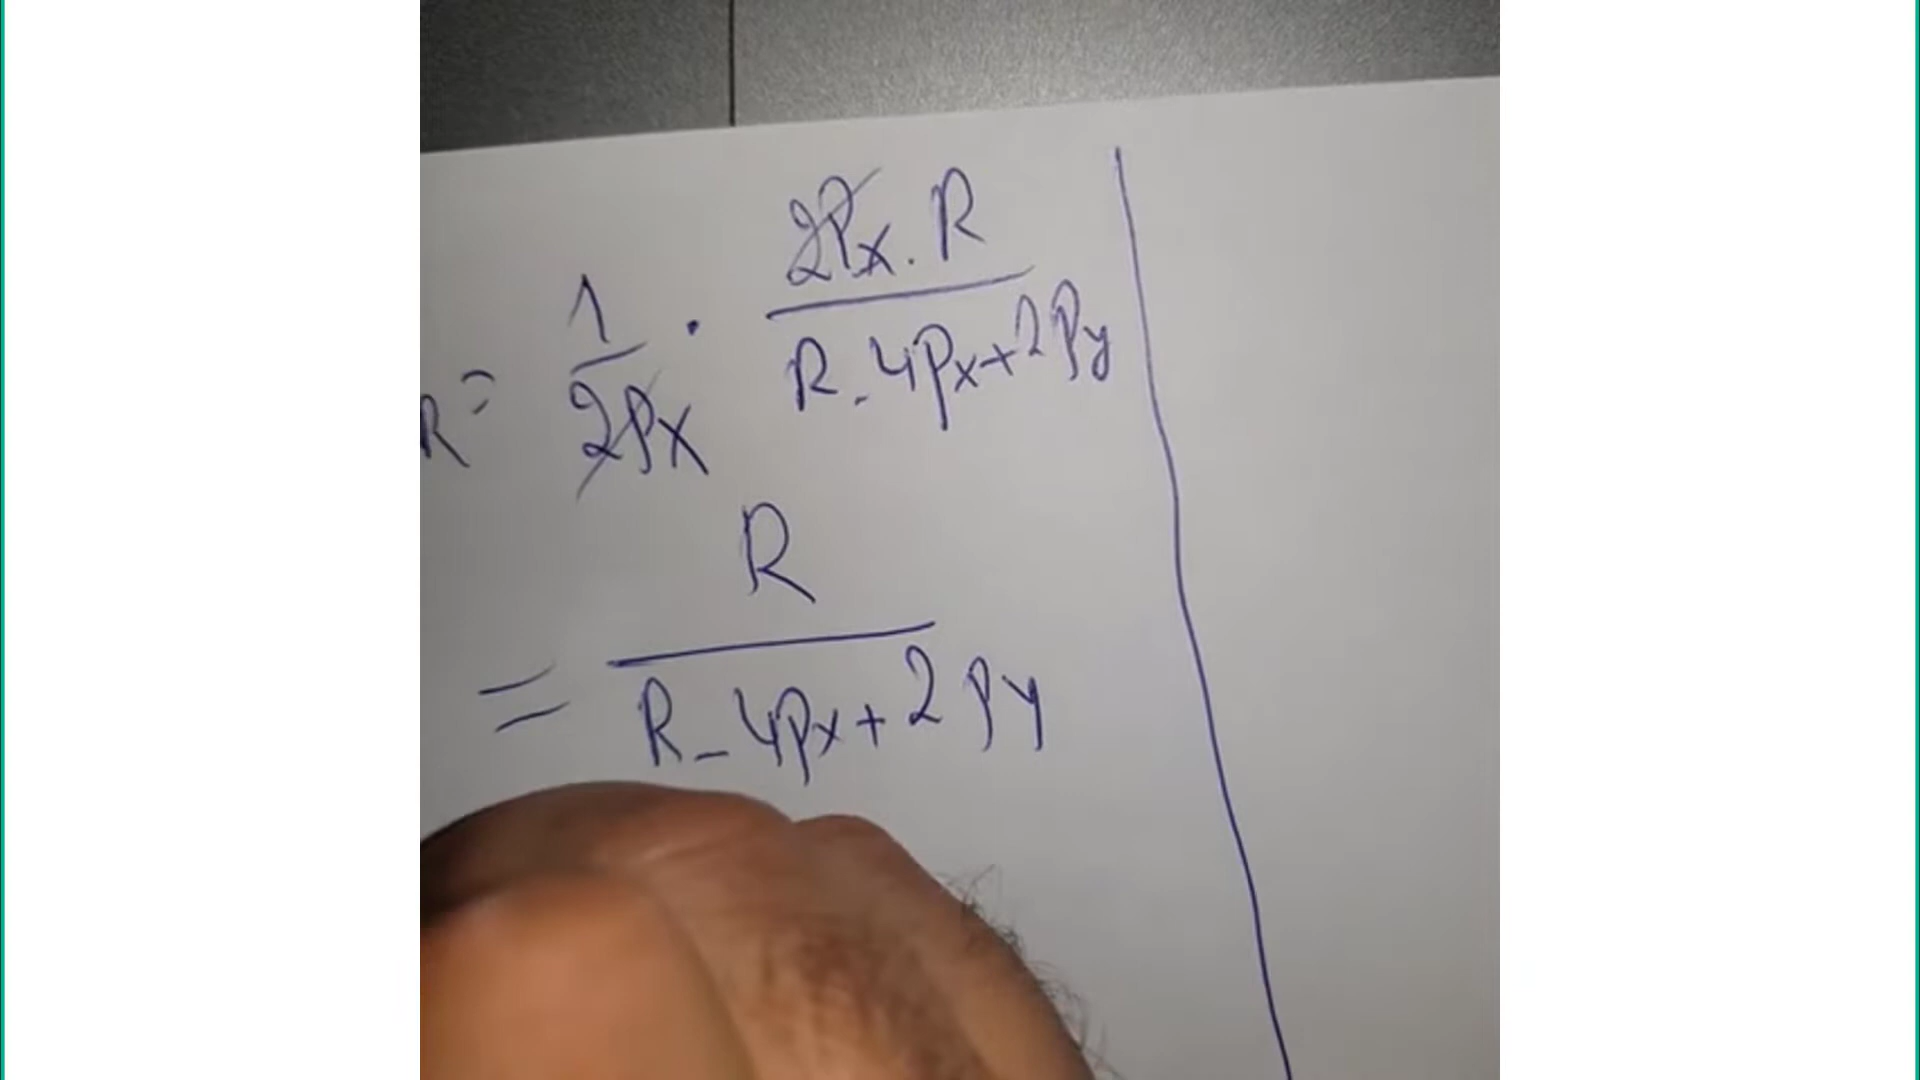 R = 1/2Px . 2Px . R / R - 4Px + 2Py
= R / R - 4Px + 2Py